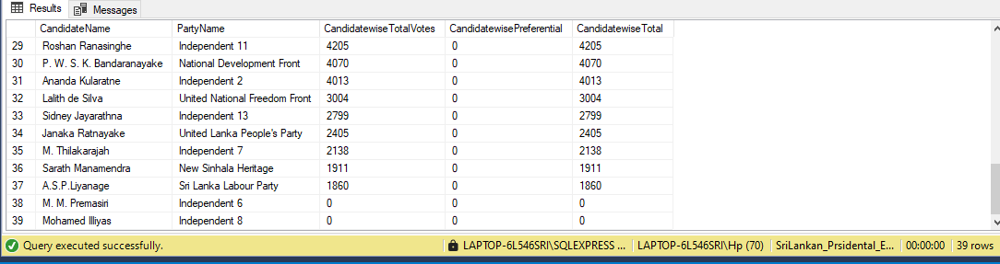 Results Messages
CandidateName PartyName CandidatewiseTotalVotes CandidatewisePreferential CandidatewiseTotal
29 Roshan Ranasinghe Independent 11 4205 0 4205
30 P. W. S. K. Bandaranayake National Development Front 4070 0 4070
31 Ananda Kularatne Independent 2 4013 0 4013
32 Lalith de Silva United National Freedom Front 3004 0 3004
33 Sidney Jayarathna Independent 13 2799 0 2799
34 Janaka Ratnayake United Lanka People's Party 2405 0 2405
35 M. Thilakarajah Independent 7 2138 0 2138
36 Sarath Manamendra New Sinhala Heritage 1911 0 1911
37 A.S.P.Liyanage Sri Lanka Labour Party 1860 0 1860
38 M. M. Premasiri Independent 6 0 0 0
39 Mohamed Illiyas Independent 8 0 0 0
Query executed successfully. LAPTOP-6L546SRI\SQLEXPRESS ... LAPTOP-6L546SRI\Hp (70) SriLankan_Prsidental_E... 00:00:00 39 rows